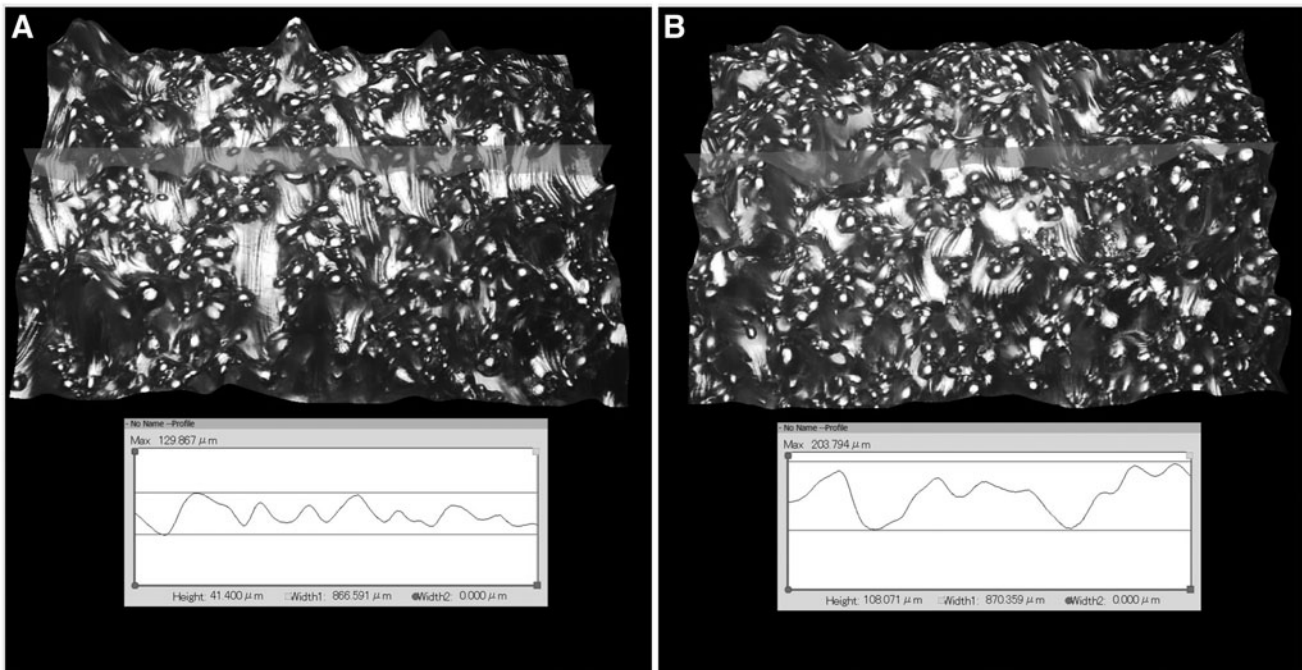 A
- No Name --Profile
Max 129.867 μm
Height: 41.400 μm Width1: 866.591 μm Width2: 0.000 μm
B
- No Name --Profile
Max 203.794 μm
Height: 108.071 μm Width1: 870.359 μm Width2: 0.000 μm